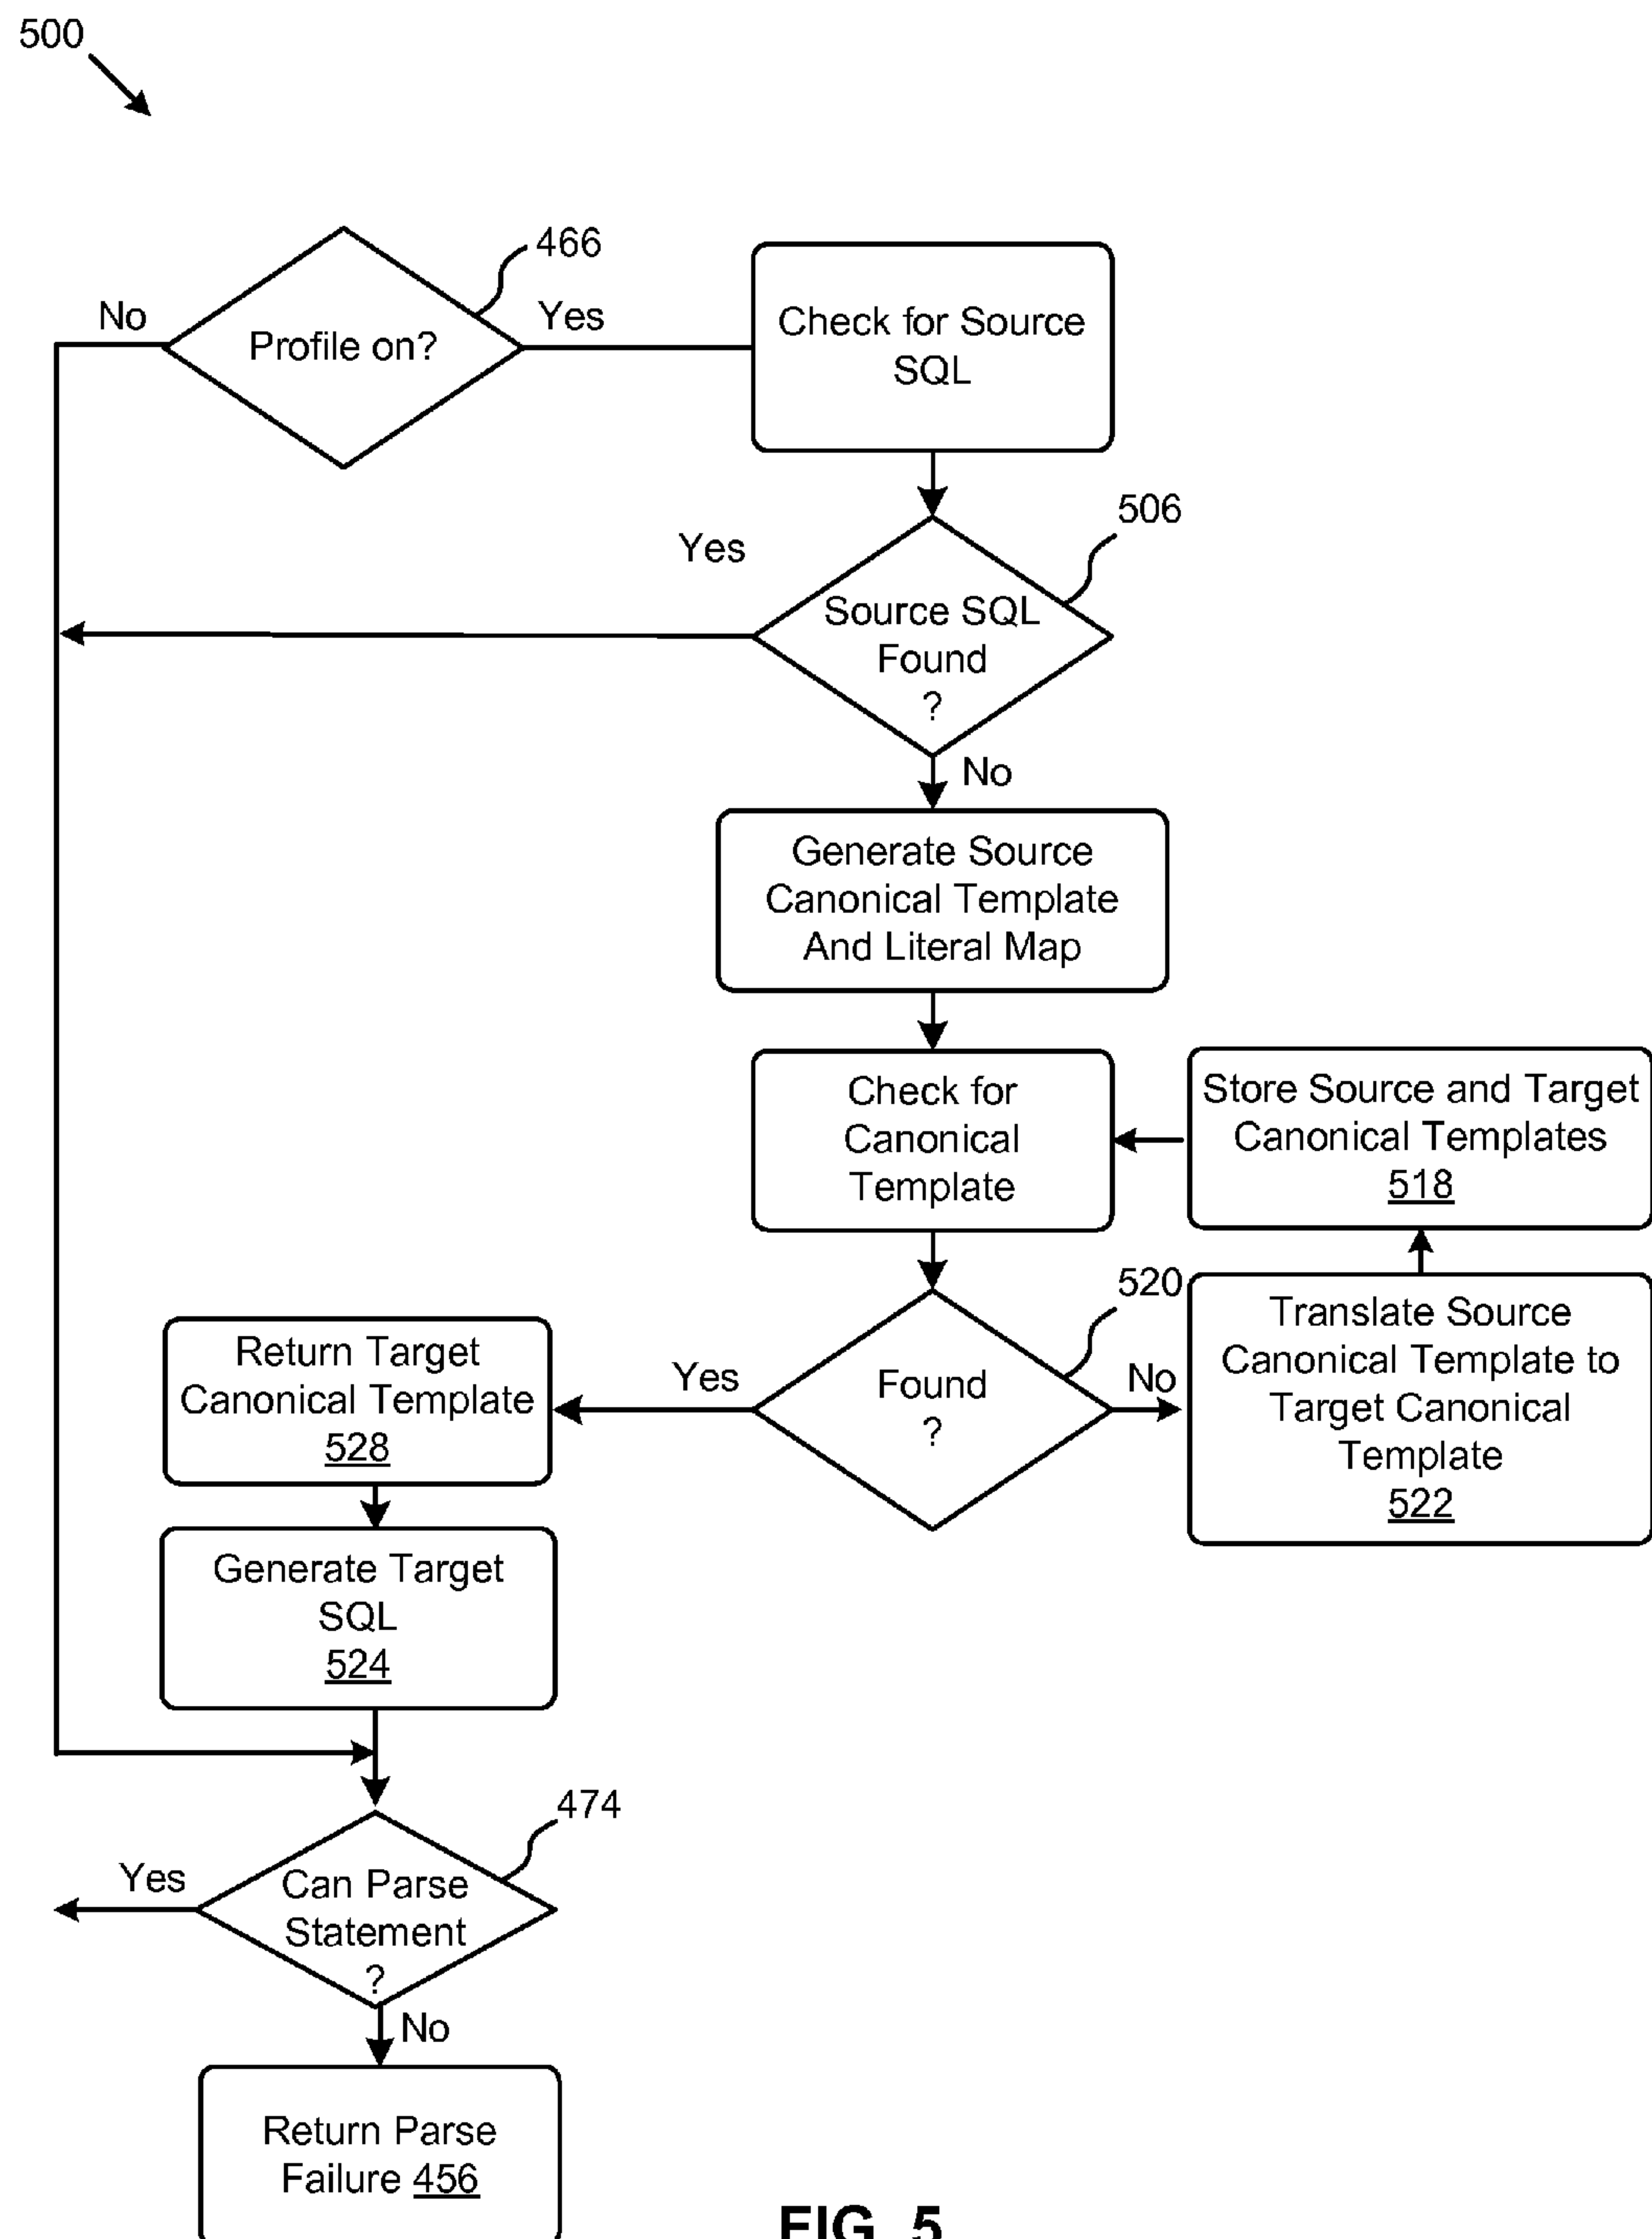 500
466
No
Yes
Profile on?
Check for Source
SQL
506
Yes
Source SQL
Found
?
No
Generate Source
Canonical Template
And Literal Map
Check for
Canonical
Template
Store Source and Target
Canonical Templates
518
520
Translate Source
Canonical Template to
Target Canonical
Template
522
Found
?
No
Yes
Return Target
Canonical Template
528
Generate Target
SQL
524
474
Yes
Can Parse
Statement
?
No
Return Parse
Failure 456
FIG. 5